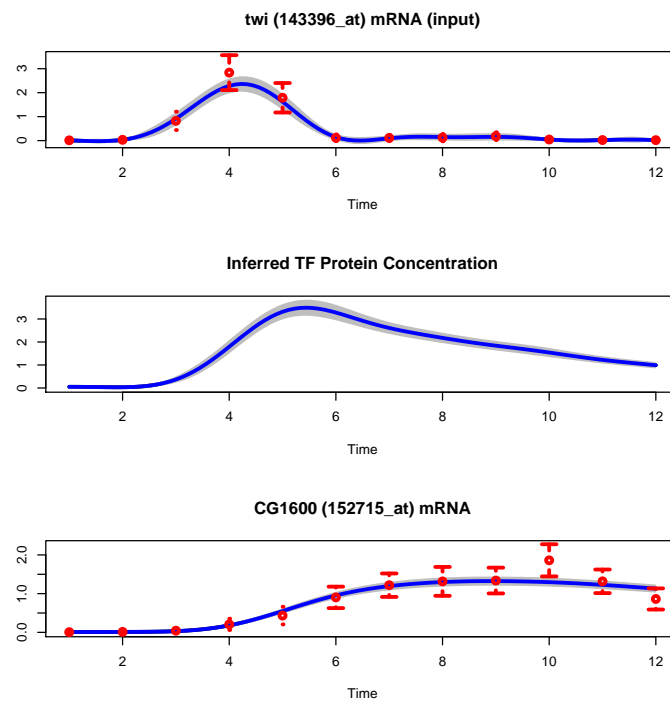 twi (143396_at) mRNA (input)
3
2
1
0
2 4 6 8 10 12
Time
Inferred TF Protein Concentration
3
2
1
0
2 4 6 8 10 12
Time
CG1600 (152715_at) mRNA
2.0
1.0
0.0
2 4 6 8 10 12
Time